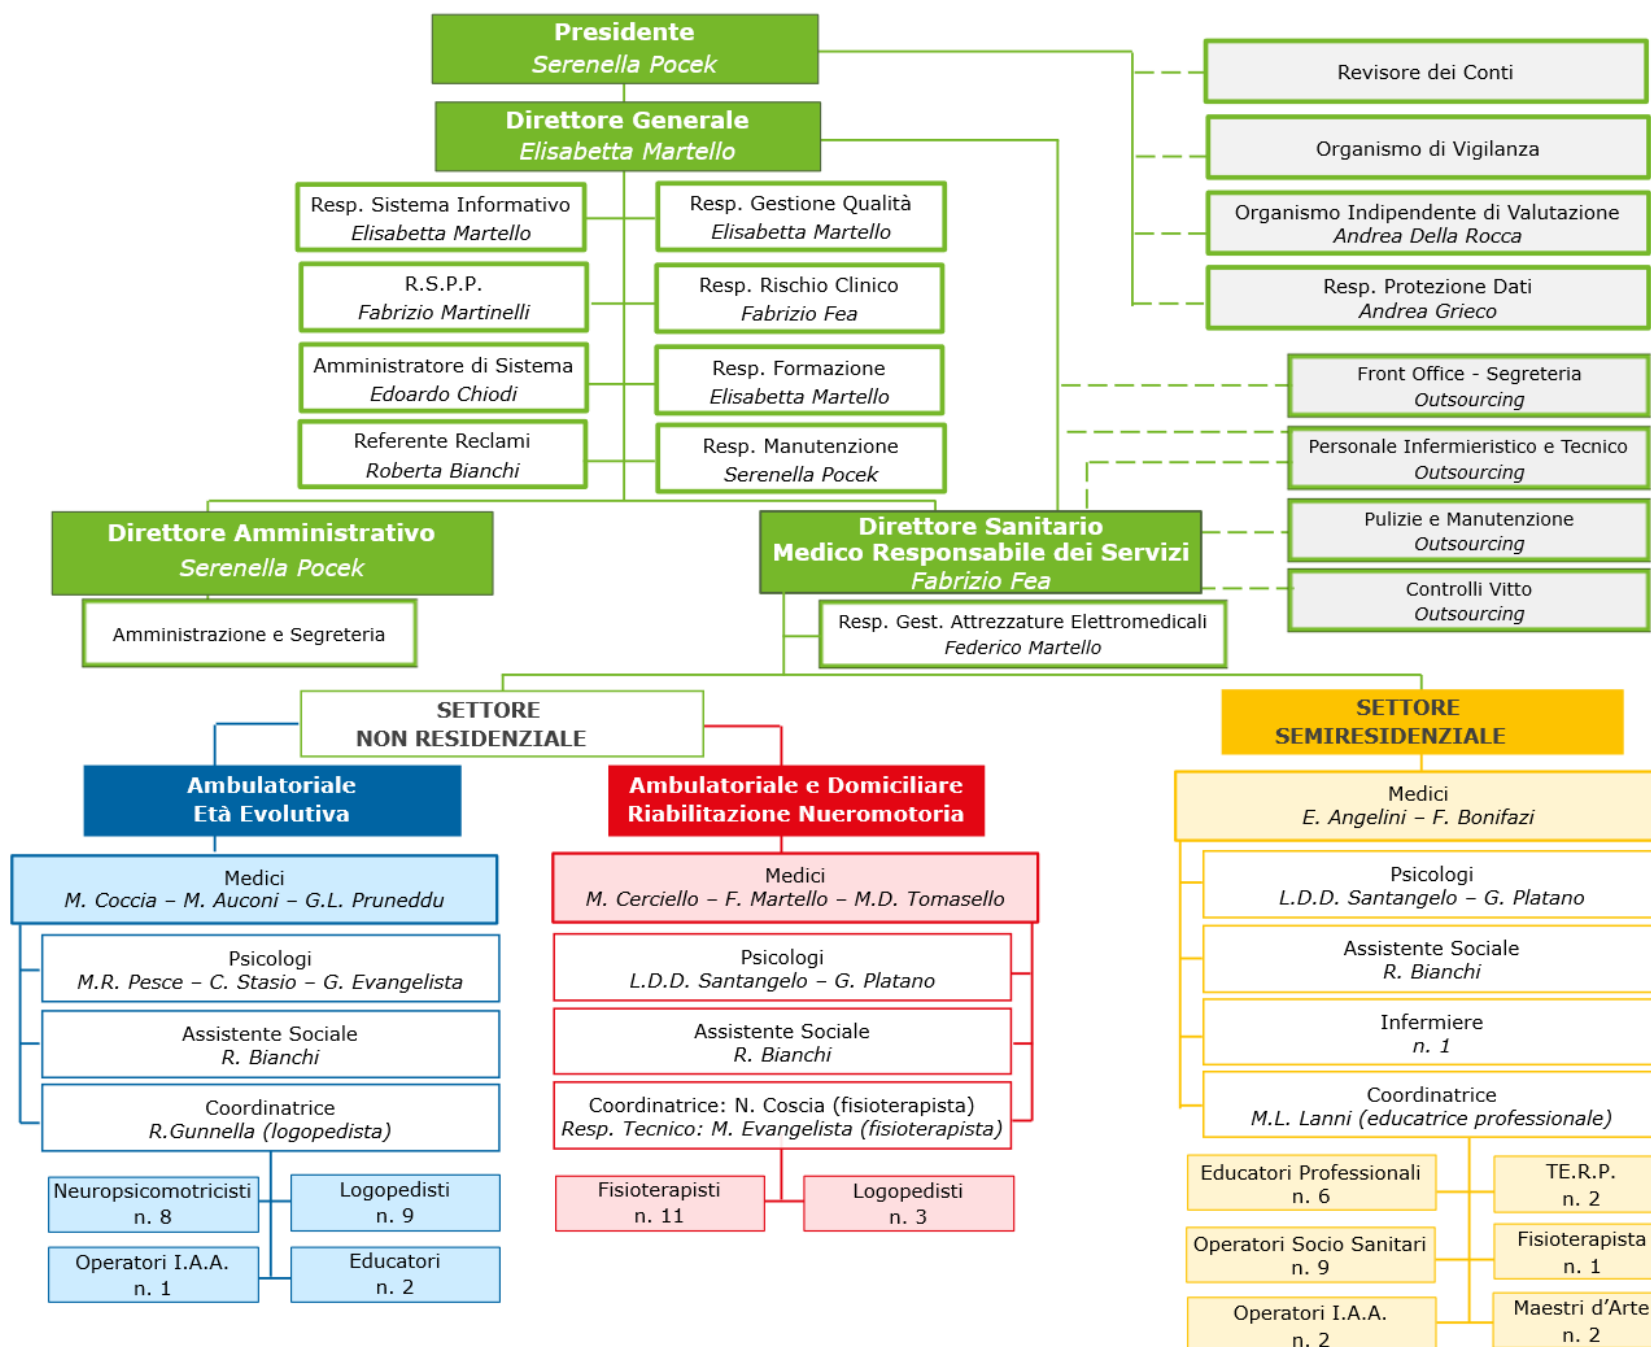 Presidente
Serenella Pocek
Direttore Generale
Elisabetta Martello
Revisore dei Conti
Organismo di Vigilanza
Organismo Indipendente di Valutazione
Andrea Della Rocca
Resp. Protezione Dati
Andrea Grieco
Resp. Sistema Informativo
Elisabetta Martello
Resp. Gestione Qualità
Elisabetta Martello
R.S.P.P.
Fabrizio Martinelli
Resp. Rischio Clinico
Fabrizio Fea
Amministratore di Sistema
Edoardo Chiodi
Resp. Formazione
Elisabetta Martello
Referente Reclami
Roberta Bianchi
Resp. Manutenzione
Serenella Pocek
Front Office - Segreteria
Outsourcing
Personale Infermieristico e Tecnico
Outsourcing
Pulizie e Manutenzione
Outsourcing
Controlli Vitto
Outsourcing
Direttore Amministrativo
Serenella Pocek
Amministrazione e Segreteria
Direttore Sanitario
Medico Responsabile dei Servizi
Fabrizio Fea
Resp. Gest. Attrezzature Elettromedicali
Federico Martello
SETTORE
NON RESIDENZIALE
Ambulatoriale
Età Evolutiva
Medici
M. Coccia – M. Auconi – G.L. Pruneddu
Psicologi
M.R. Pesce – C. Stasio – G. Evangelista
Assistente Sociale
R. Bianchi
Coordinatrice
R.Gunnella (logopedista)
Neuropsicomotricisti
n. 8
Logopedisti
n. 9
Operatori I.A.A.
n. 1
Educatori
n. 2
Ambulatoriale e Domiciliare
Riabilitazione Nueromotoria
Medici
M. Cerciello – F. Martello – M.D. Tomasello
Psicologi
L.D.D. Santangelo – G. Platano
Assistente Sociale
R. Bianchi
Coordinatrice: N. Coscia (fisioterapista)
Resp. Tecnico: M. Evangelista (fisioterapista)
Fisioterapisti
n. 11
Logopedisti
n. 3
SETTORE
SEMIRESIDENZIALE
Medici
E. Angelini – F. Bonifazi
Psicologi
L.D.D. Santangelo – G. Platano
Assistente Sociale
R. Bianchi
Infermiere
n. 1
Coordinatrice
M.L. Lanni (educatrice professionale)
Educatori Professionali
n. 6
TE.R.P.
n. 2
Operatori Socio Sanitari
n. 9
Fisioterapista
n. 1
Operatori I.A.A.
n. 2
Maestri d'Arte
n. 2